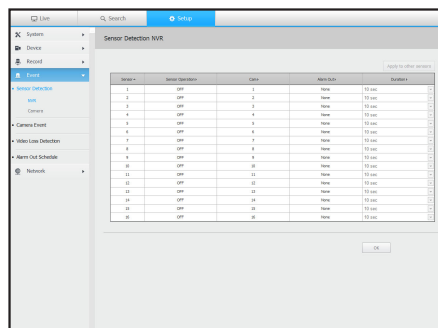 Live
Search
Setup
System
Device
Record
Event
Sensor Detection
NVR
Camera
Camera Event
Video Loss Detection
Alarm Out Schedule
Network
Sensor Detection NVR
Apply to other sensors
Sensor Sensor Operation Cam Alarm Out Duration
1 OFF 1 None 10 sec
2 OFF 2 None 10 sec
3 OFF 3 None 10 sec
4 OFF 4 None 10 sec
5 OFF 5 None 10 sec
6 OFF 6 None 10 sec
7 OFF 7 None 10 sec
8 OFF 8 None 10 sec
9 OFF 9 None 10 sec
10 OFF 10 None 10 sec
11 OFF 11 None 10 sec
12 OFF 12 None 10 sec
13 OFF 13 None 10 sec
14 OFF 14 None 10 sec
15 OFF 15 None 10 sec
16 OFF 16 None 10 sec
OK